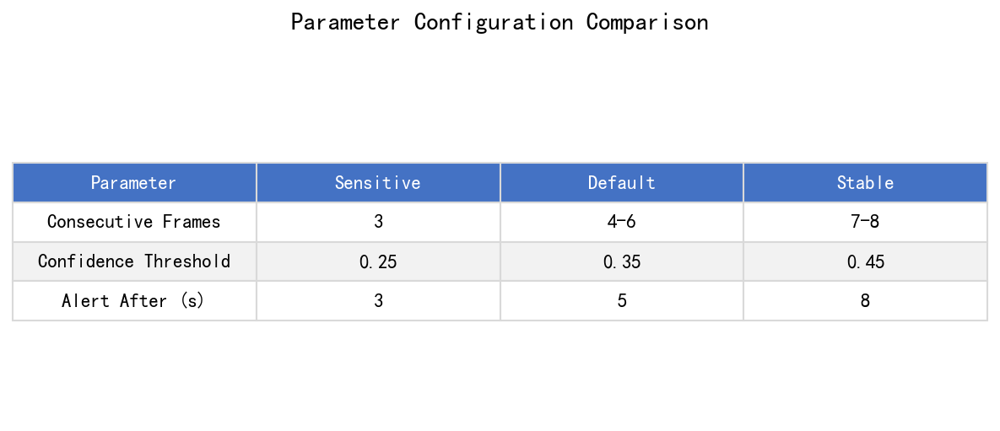 Parameter Configuration Comparison
Parameter Sensitive Default Stable
Consecutive Frames 3 4-6 7-8
Confidence Threshold 0.25 0.35 0.45
Alert After (s) 3 5 8